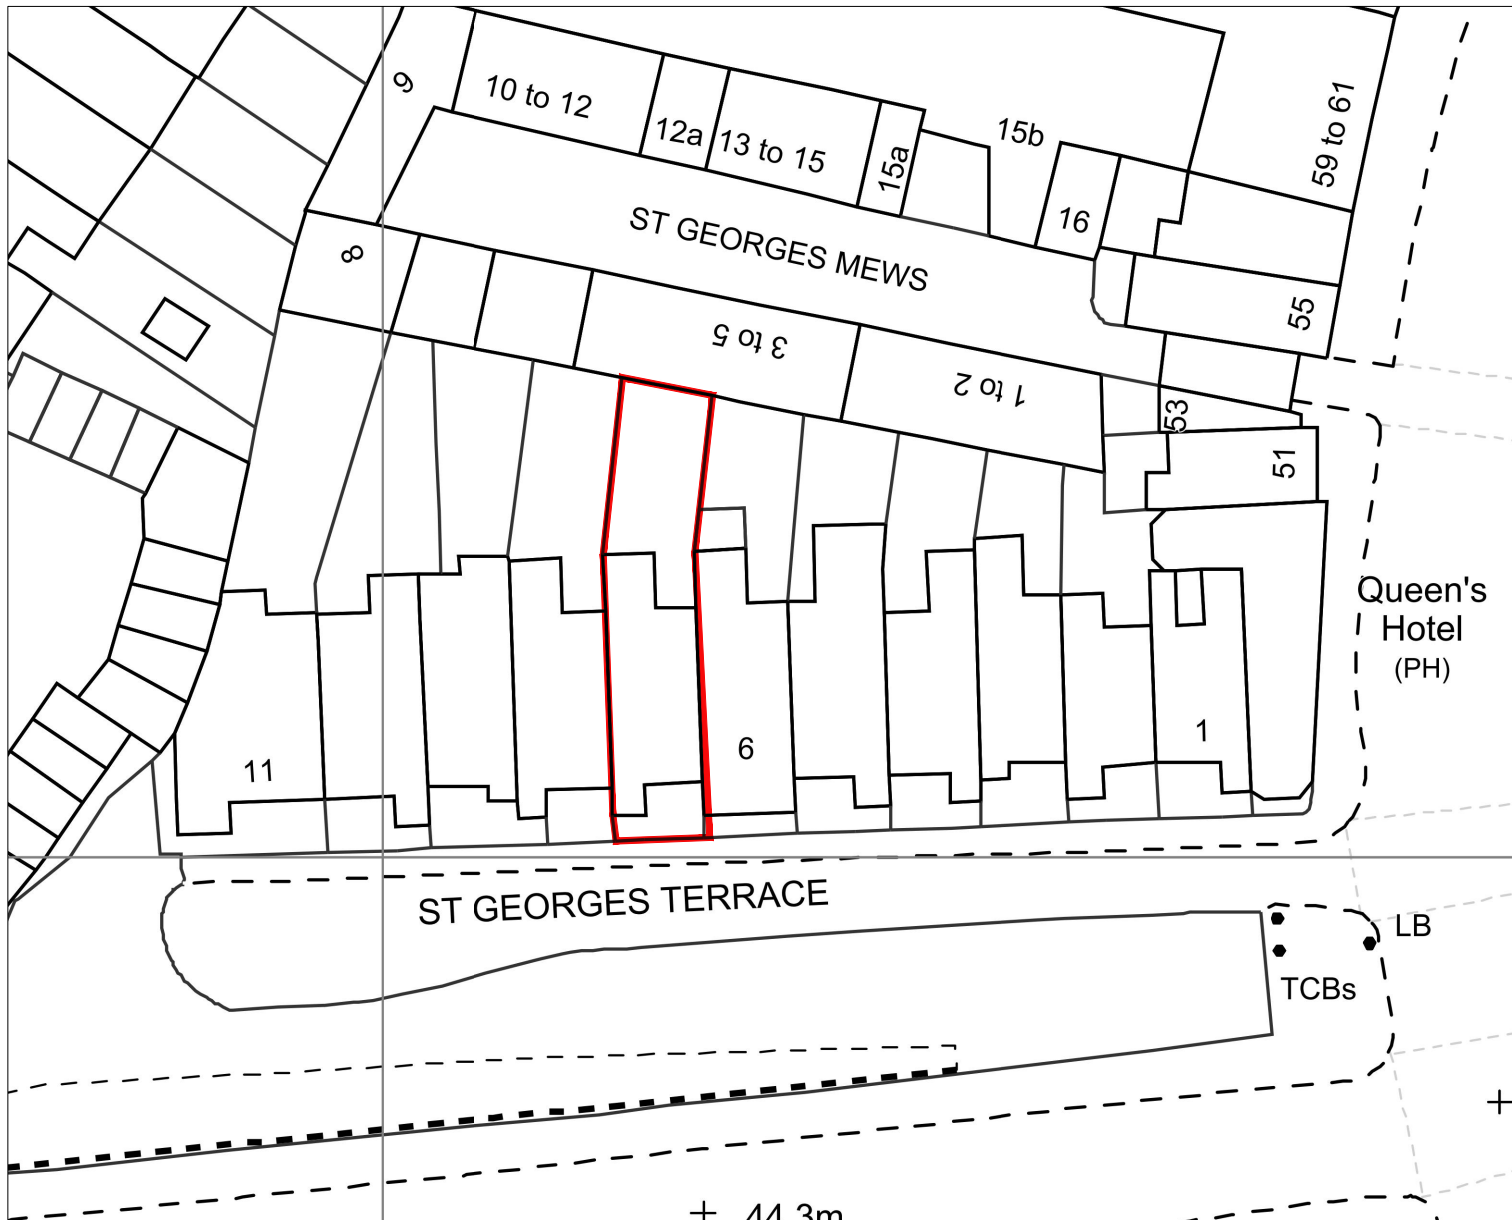 9
10 to 12
12a
13 to 15
15a
15b
16
59 to 61
ST GEORGES MEWS
8
55
3 to 5
1 to 2
53
51
Queen's
Hotel
(PH)
11
6
1
ST GEORGES TERRACE
LB
TCBs
44.3m